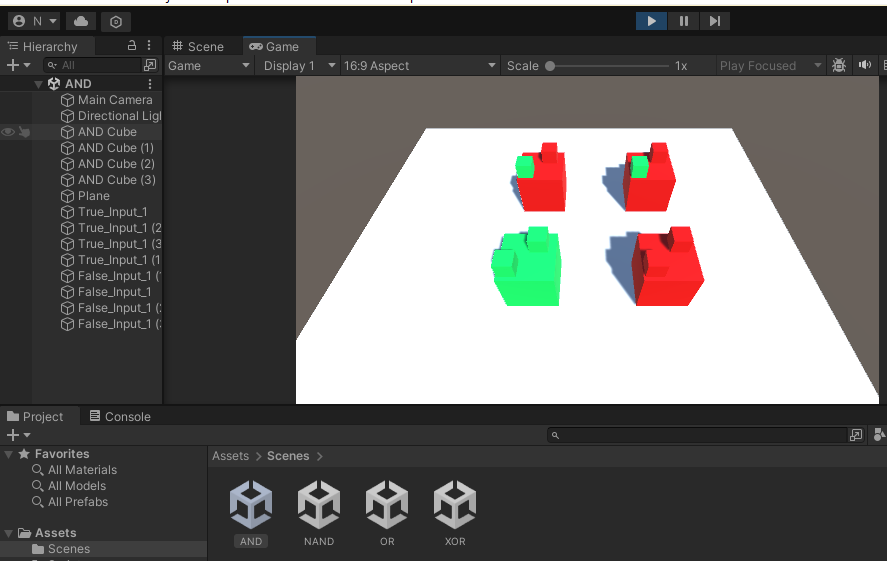 N
Hierarchy
Scene
Game
All
Game
Display 1
16:9 Aspect
Scale
1x
Play Focused
AND
Main Camera
Directional Ligh
AND Cube
AND Cube (1)
AND Cube (2)
AND Cube (3)
Plane
True_Input_1
True_Input_1 (2
True_Input_1 (3
True_Input_1 (1
False_Input_1 (1
False_Input_1
False_Input_1 (2
False_Input_1 (3
Project
Console
Favorites
All Materials
All Models
All Prefabs
Assets
Scenes
Assets > Scenes >
AND
NAND
OR
XOR